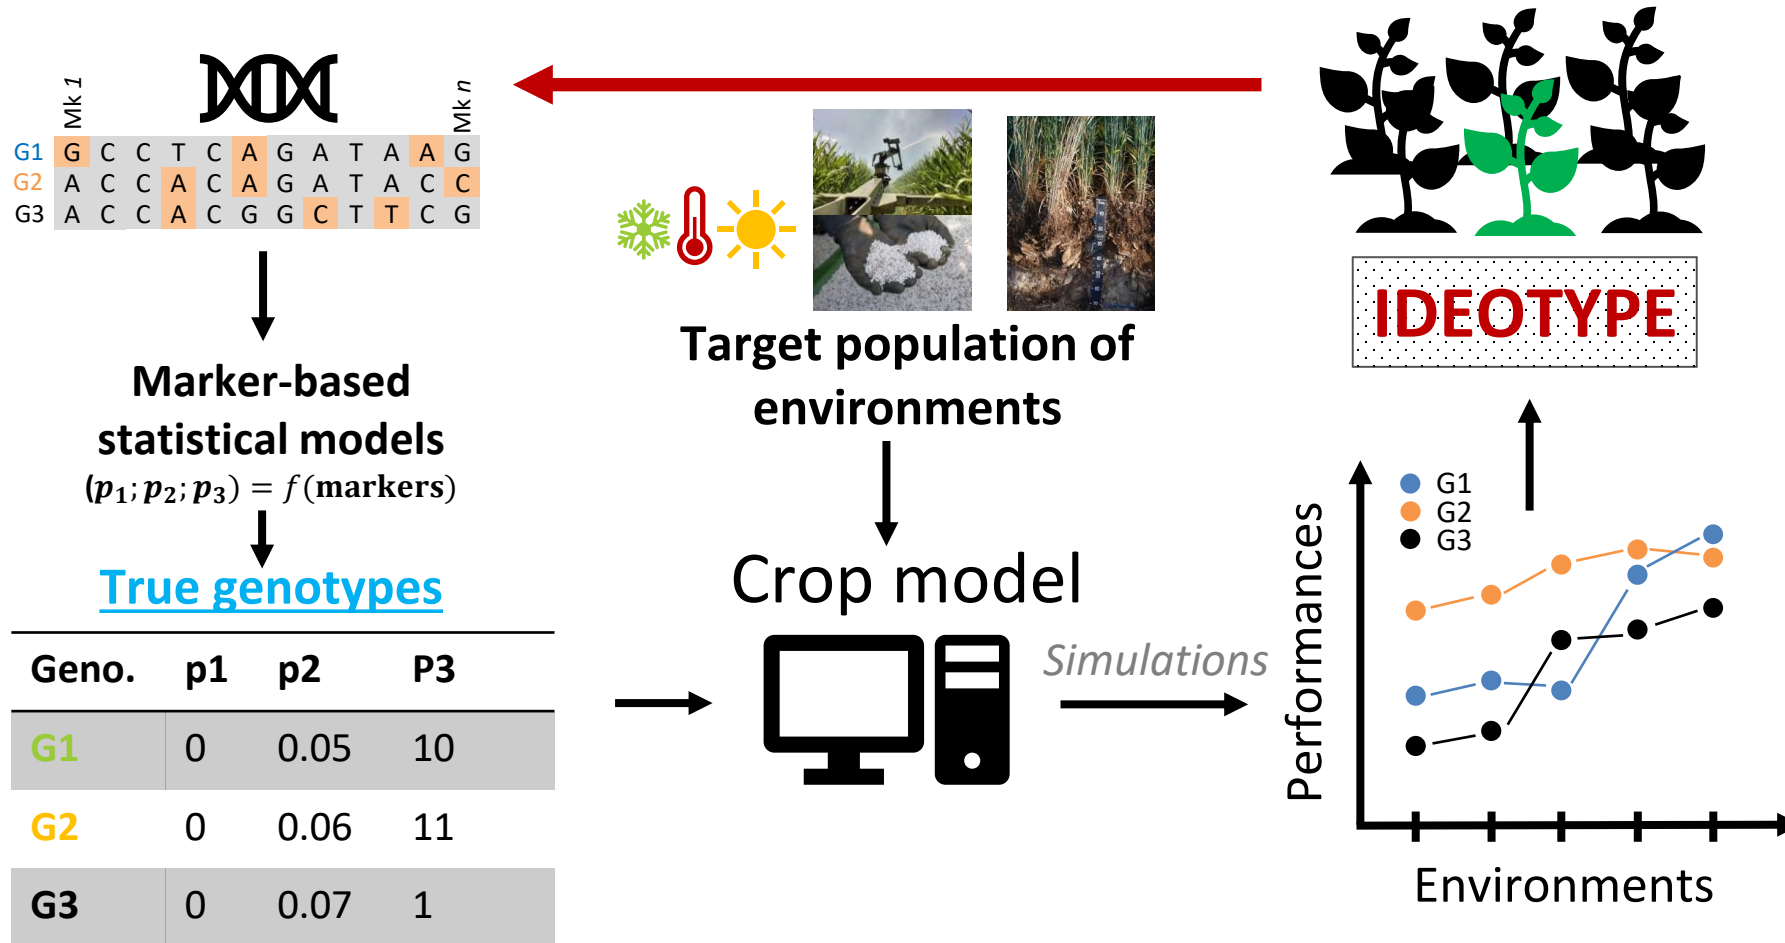 Mk 1
Mk n
G1 G C C T C A G A T A A G
G2 A C C A C A G A T A C C
G3 A C C A C G G C T T C G
Marker-based
statistical models
(p₁; p₂; p₃) = f(markers)
True genotypes
Geno. p1 p2 P3
G1 0 0.05 10
G2 0 0.06 11
G3 0 0.07 1
Target population of
environments
Crop model
Simulations
IDEOTYPE
G1
G2
G3
Performances
Environments